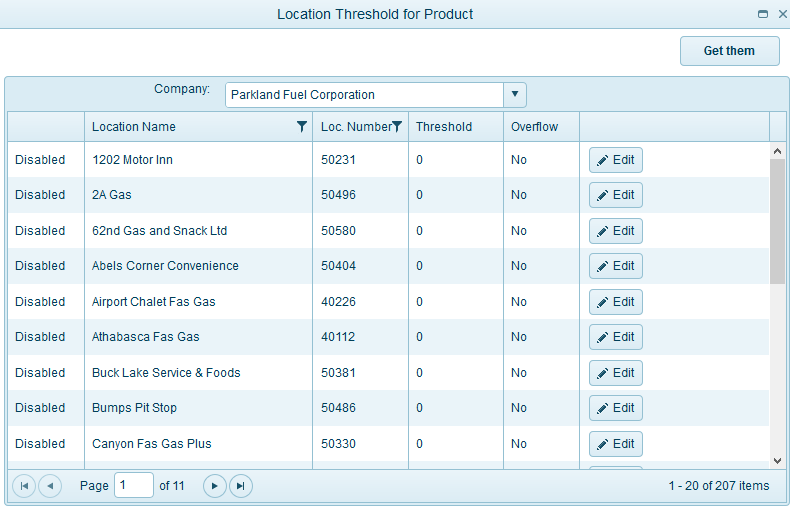 Location Threshold for Product
Get them
Company: Parkland Fuel Corporation
Location Name Loc. Number Threshold Overflow
Disabled 1202 Motor Inn 50231 0 No Edit
Disabled 2A Gas 50496 0 No Edit
Disabled 62nd Gas and Snack Ltd 50580 0 No Edit
Disabled Abels Corner Convenience 50404 0 No Edit
Disabled Airport Chalet Fas Gas 40226 0 No Edit
Disabled Athabasca Fas Gas 40112 0 No Edit
Disabled Buck Lake Service & Foods 50381 0 No Edit
Disabled Bumps Pit Stop 50486 0 No Edit
Disabled Canyon Fas Gas Plus 50330 0 No Edit
Page 1 of 11 1 - 20 of 207 items